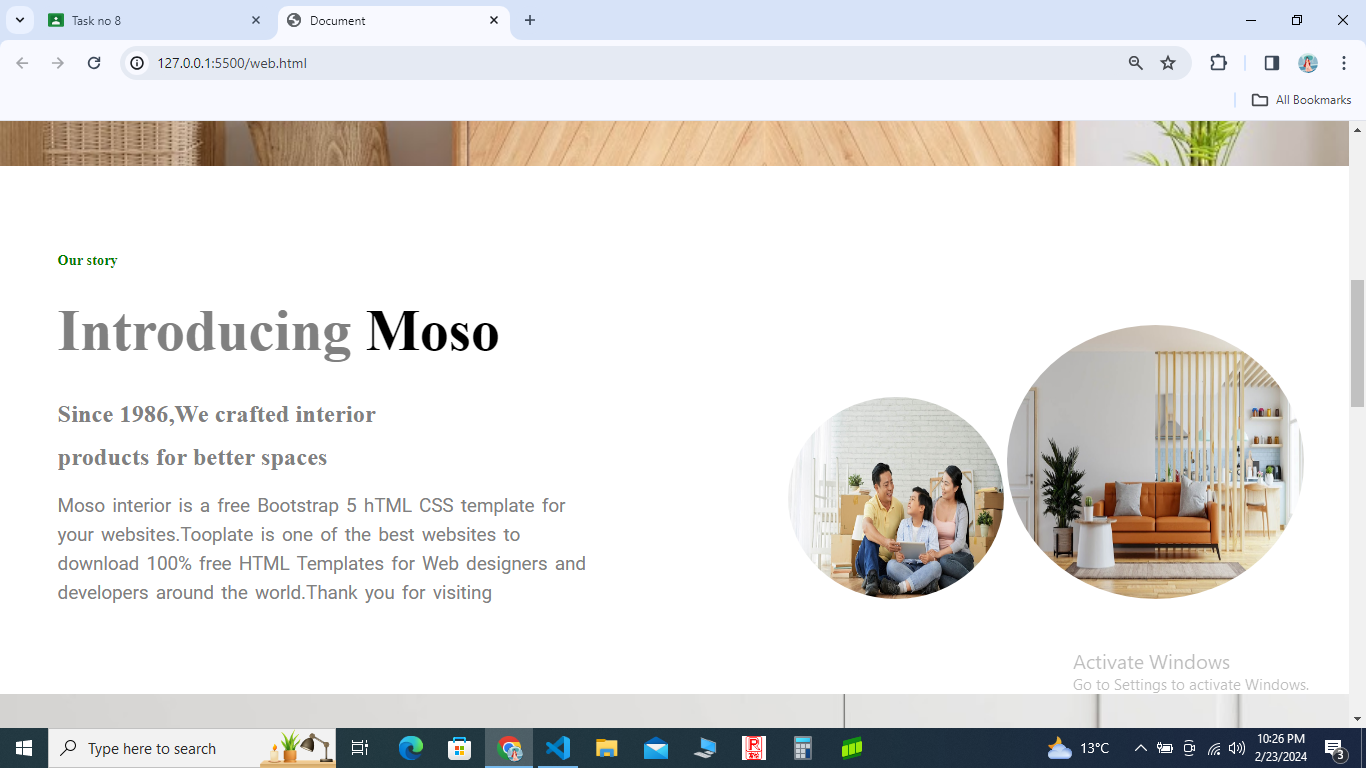 Task no 8
Document
127.0.0.1:5500/web.html
All Bookmarks
Our story
Introducing Moso
Since 1986,We crafted interior
products for better spaces
Moso interior is a free Bootstrap 5 hTML CSS template for
your websites.Tooplate is one of the best websites to
download 100% free HTML Templates for Web designers and
developers around the world.Thank you for visiting
Activate Windows
Go to Settings to activate Windows.
Type here to search
13°C
10:26 PM
2/23/2024
3